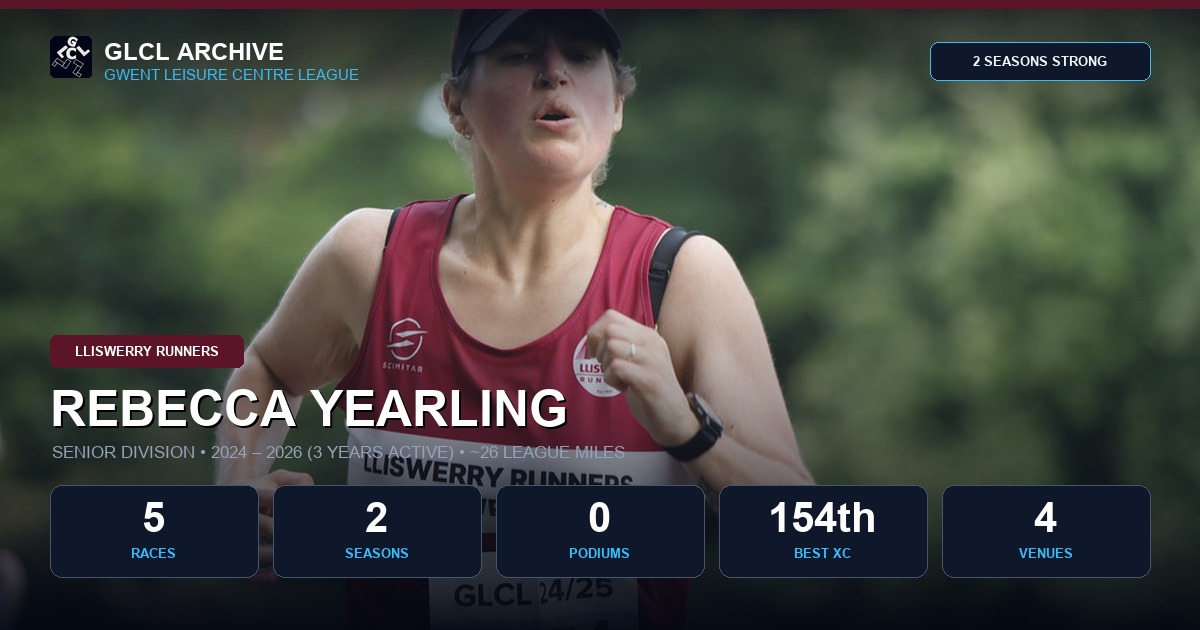 GLCL ARCHIVE
GWENT LEISURE CENTRE LEAGUE
2 SEASONS STRONG
SCIMITAR
LLISWERRY RUNNERS
REBECCA YEARLING
SENIOR DIVISION • 2024 – 2026 (3 YEARS ACTIVE) • ~26 LEAGUE MILES
LLISWERRY RUNNERS
5
RACES
2
SEASONS
0
PODIUMS
154th
BEST XC
4
VENUES
GLCL 24/25